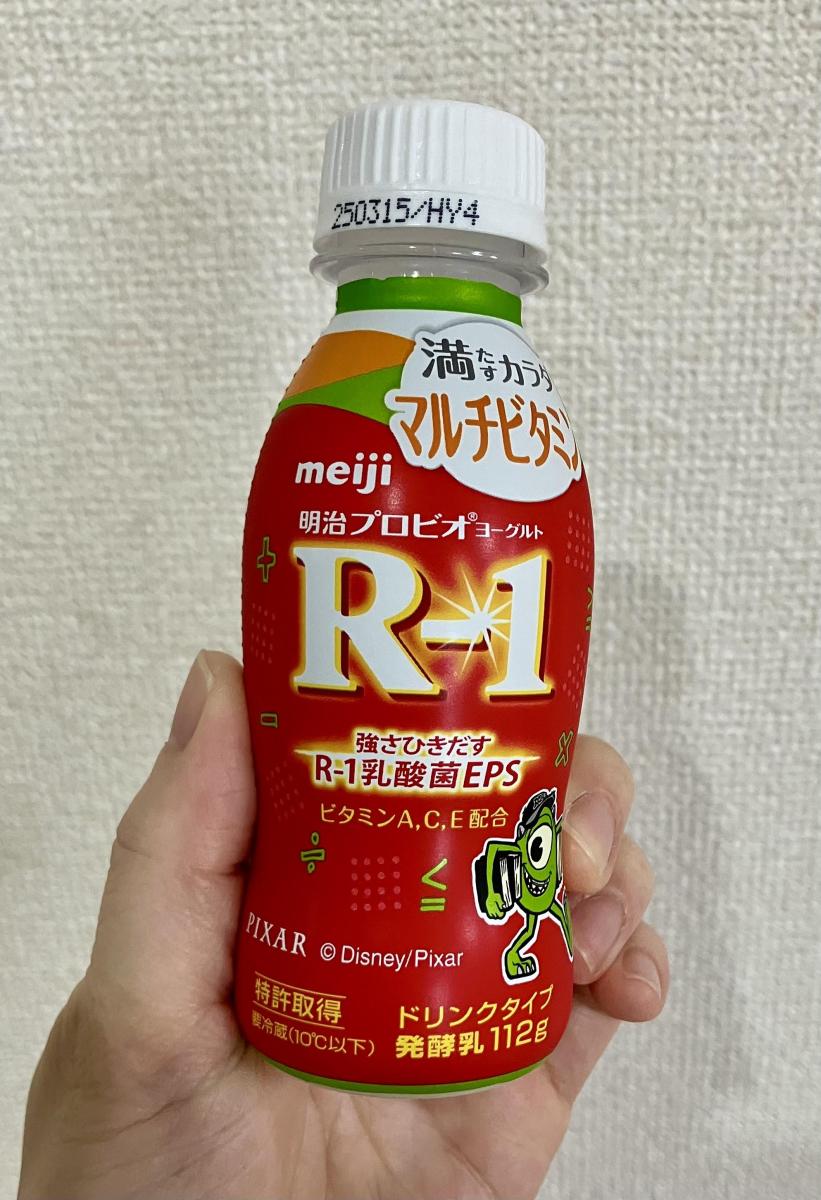 250315/HY4
満たすカラダ
マルチビタミン
meiji
明治プロビオ®ヨーグルト
R-1
強さひきだす
R-1乳酸菌EPS
ビタミンA,C,E配合
PIXAR ©Disney/Pixar
特許取得
要冷蔵(10℃以下)
ドリンクタイプ
発酵乳112g